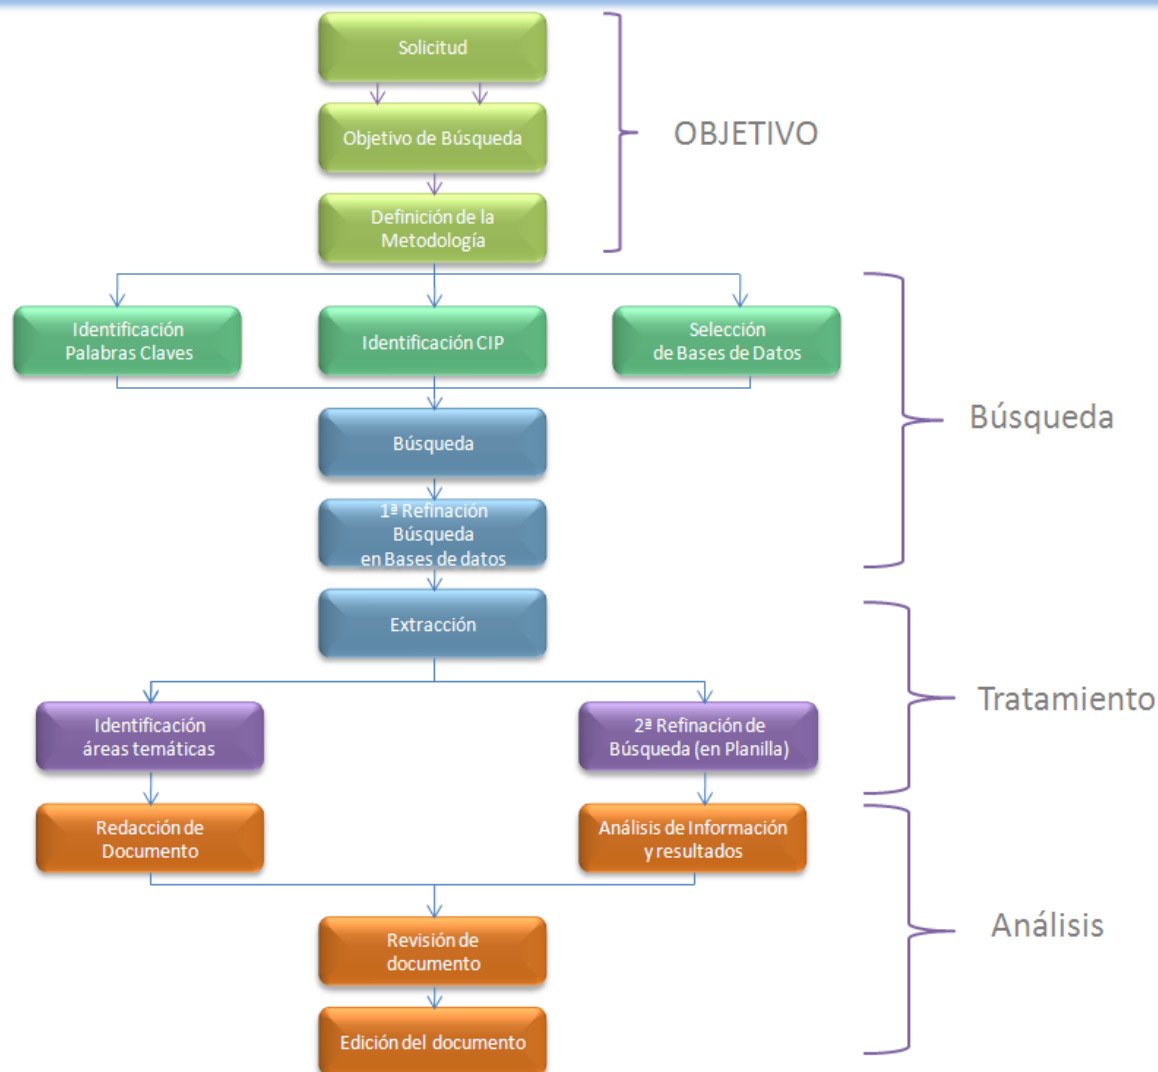 Solicitud
Objetivo de Búsqueda
OBJETIVO
Definición de la
Metodología
Identificación
Palabras Claves
Identificación CIP
Selección
de Bases de Datos
Búsqueda
Búsqueda
1ª Refinación
Búsqueda
en Bases de datos
Extracción
Identificación
áreas temáticas
2ª Refinación de
Búsqueda (en Planilla)
Tratamiento
Redacción de
Documento
Análisis de Información
y resultados
Revisión de
documento
Análisis
Edición del documento